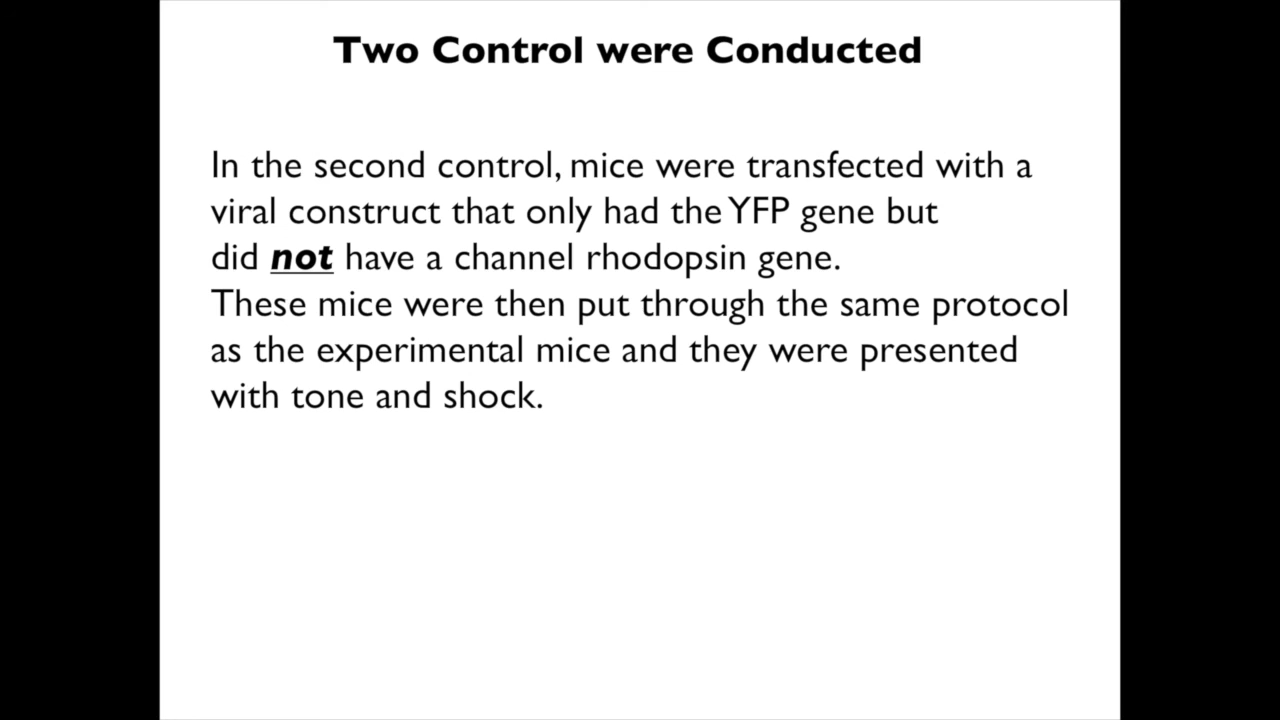 Two Control were Conducted
In the second control, mice were transfected with a
viral construct that only had the YFP gene but
did not have a channel rhodopsin gene.
These mice were then put through the same protocol
as the experimental mice and they were presented
with tone and shock.